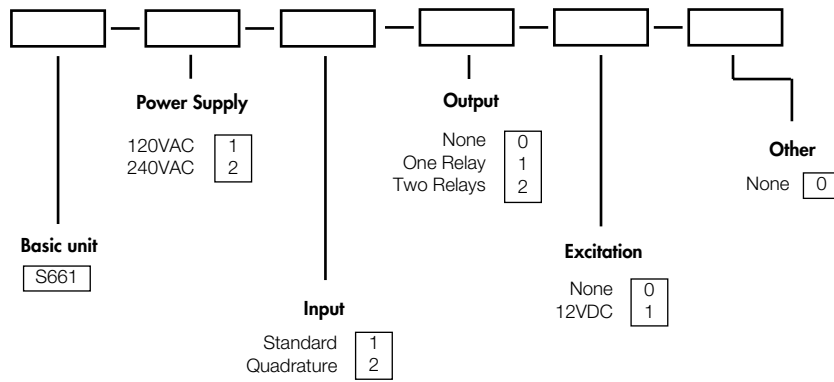 Power Supply
120VAC 1
240VAC 2
Output
None 0
One Relay 1
Two Relays 2
Other
None 0
Basic unit
S661
Excitation
None 0
12VDC 1
Input
Standard 1
Quadrature 2